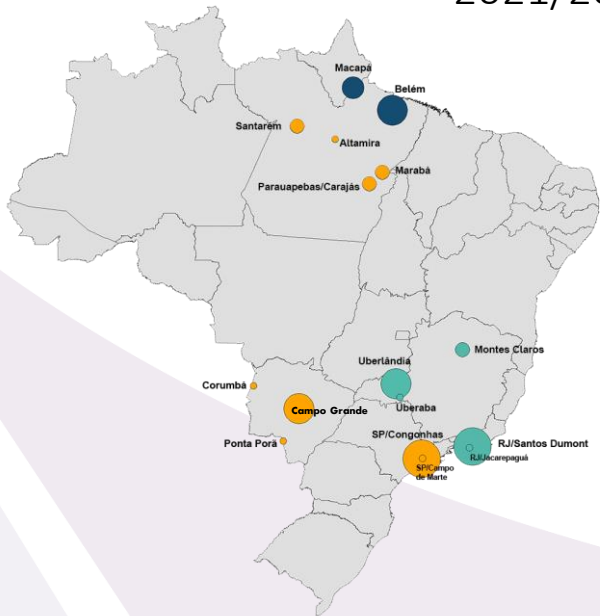 Macapá
Belém
Santarém
Altamira
Marabá
Parauapebas/Carajás
Montes Claros
Uberlândia
Corumbá
Uberaba
Campo Grande
SP/Congonhas
Ponta Porã
RJ/Santos Dumont
RJ/Jacarepaguá
SP/Campo
de Marte